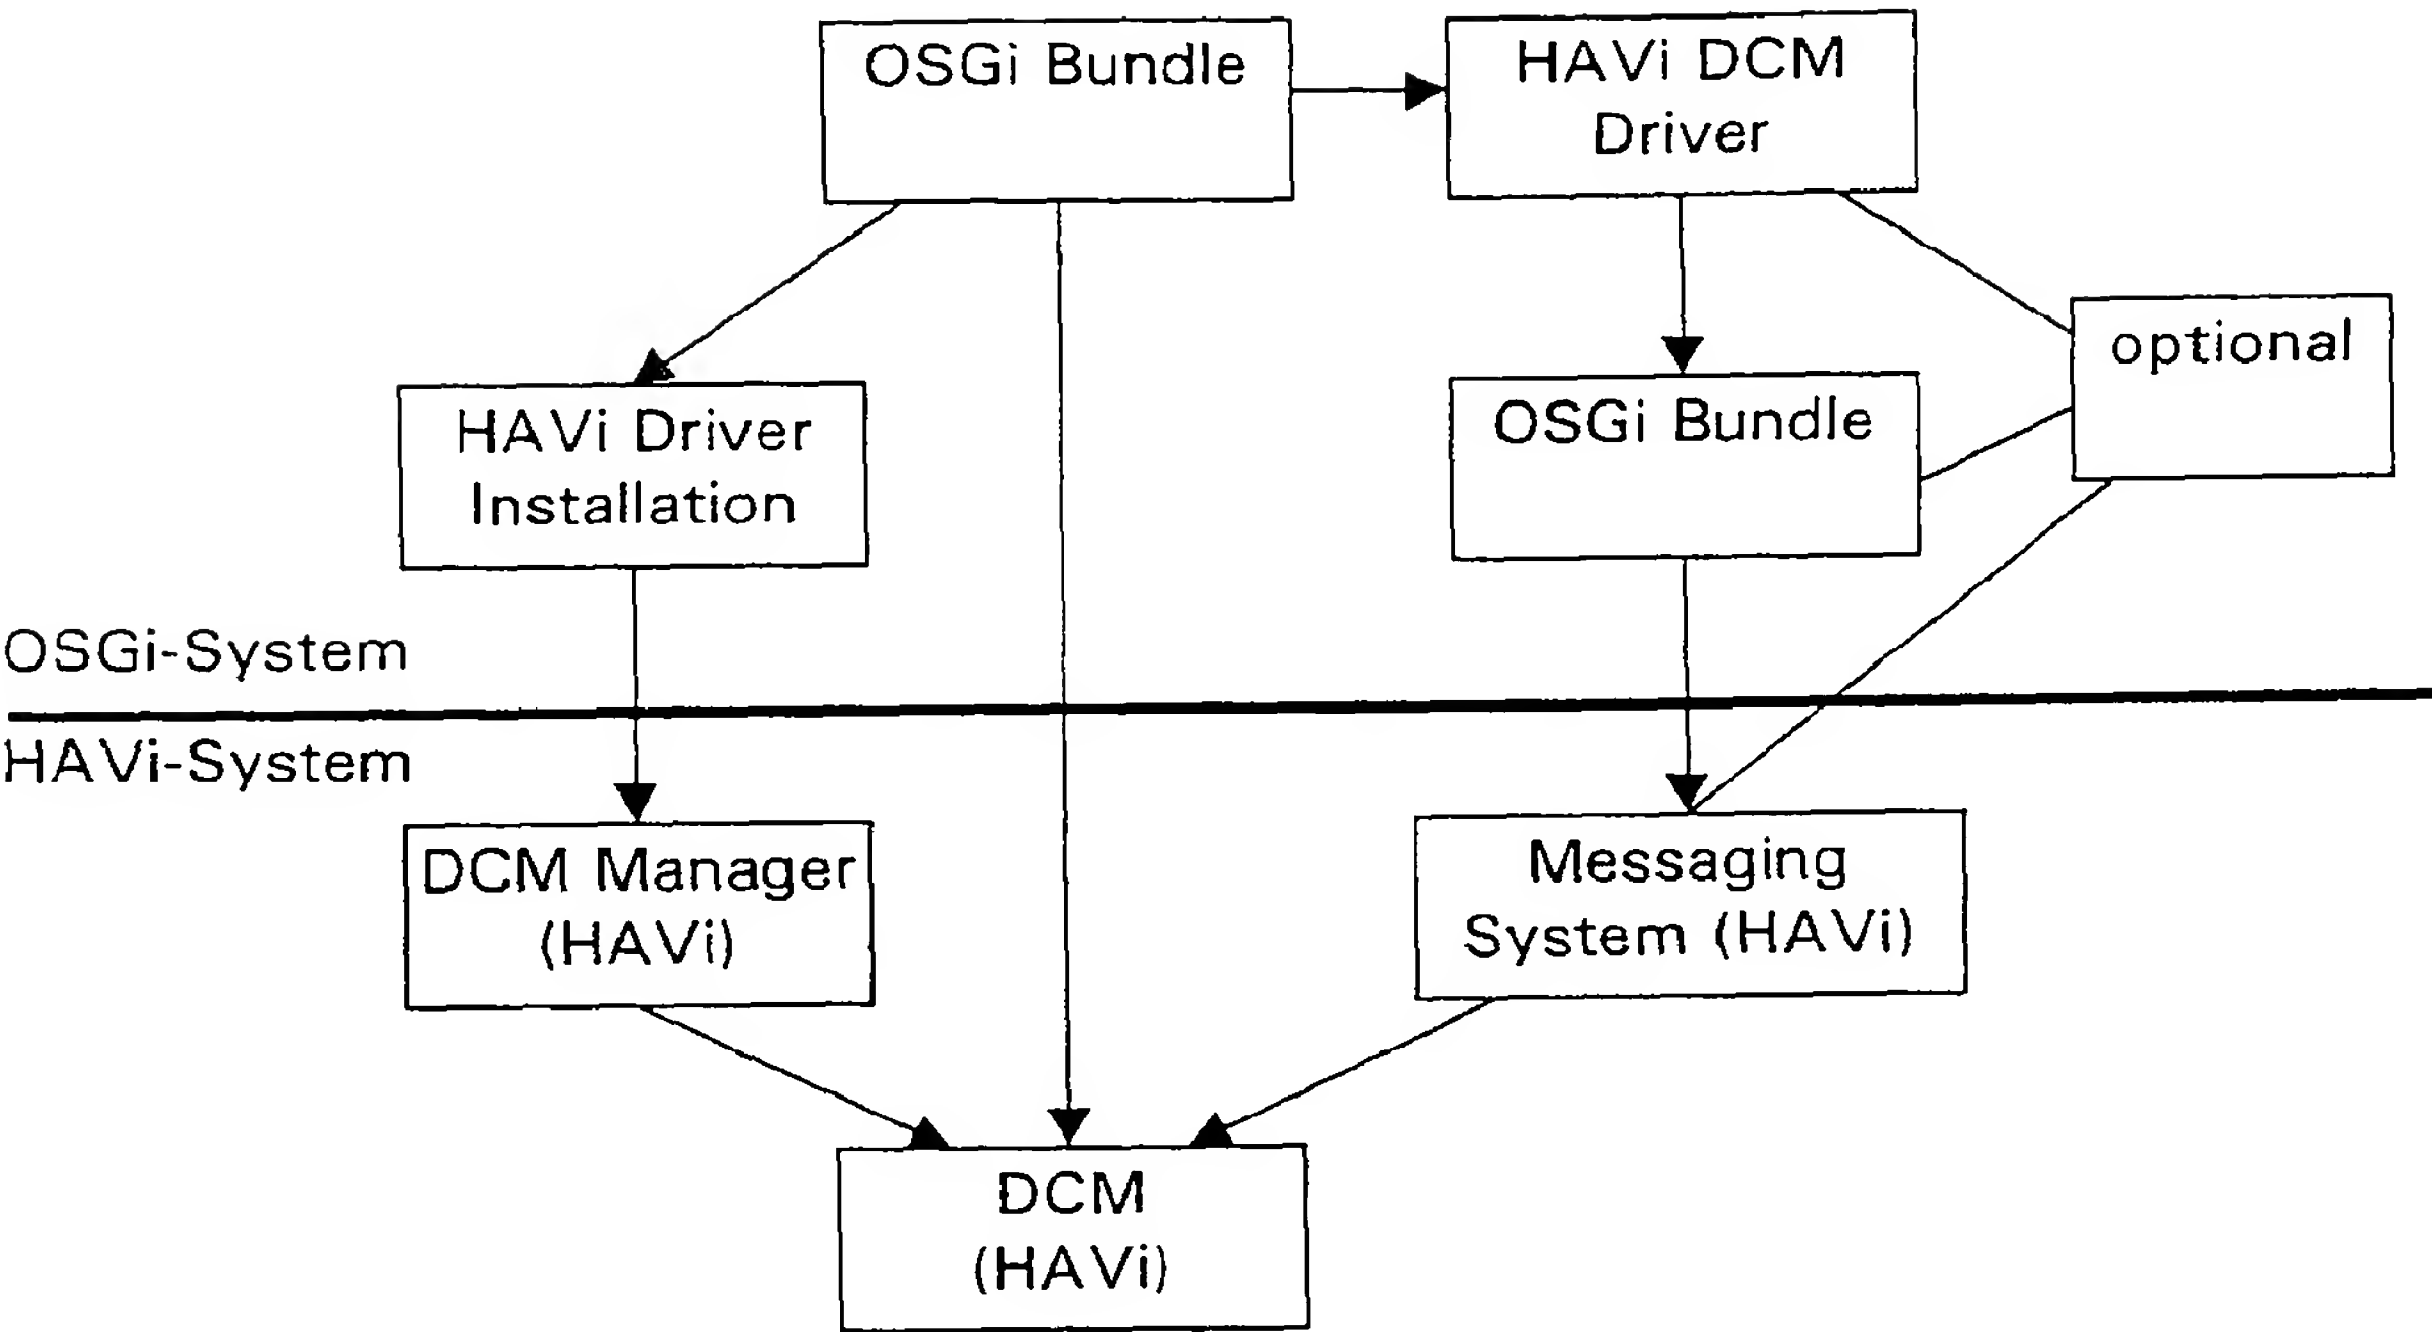 OSGi Bundle
HAVi DCM
Driver
optional
HAVi Driver
Installation
OSGi Bundle
OSGi-System
HAVi-System
DCM Manager
(HAVi)
Messaging
System (HAVi)
DCM
(HAVi)